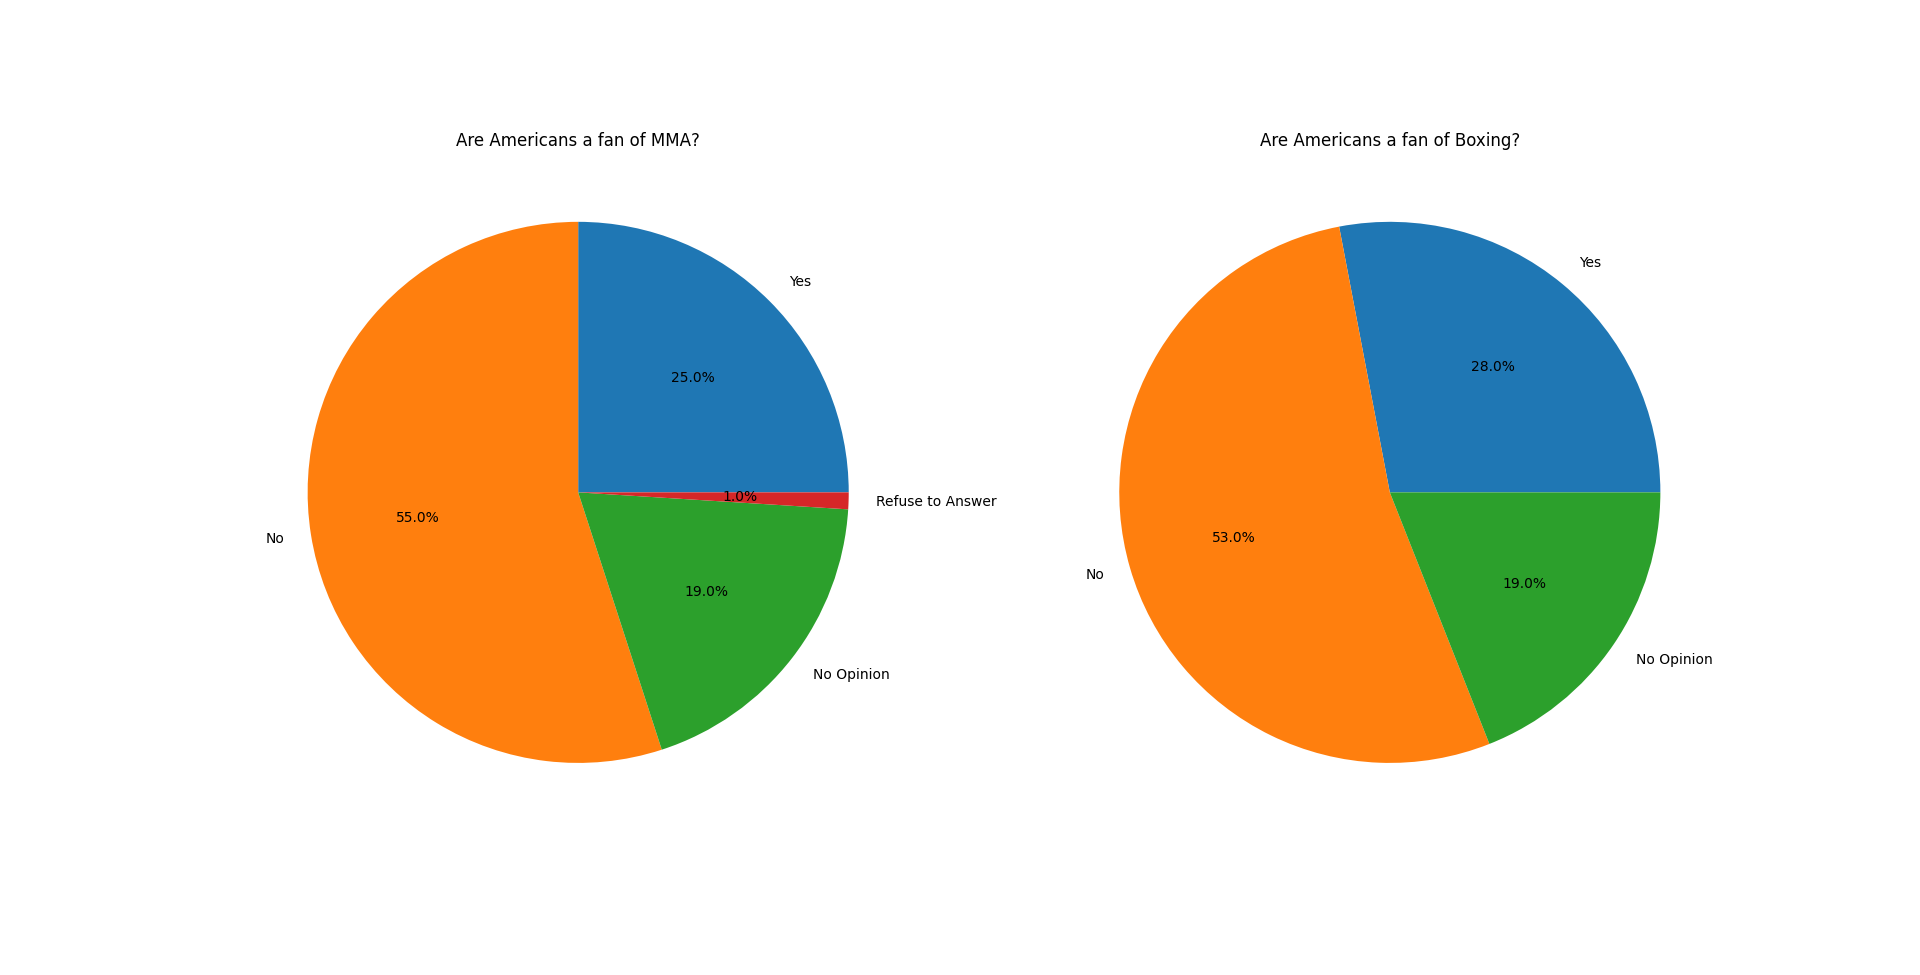 Are Americans a fan of MMA?
Yes
25.0%
1.0%
Refuse to Answer
55.0%
No
19.0%
No Opinion
Are Americans a fan of Boxing?
Yes
28.0%
53.0%
No
19.0%
No Opinion